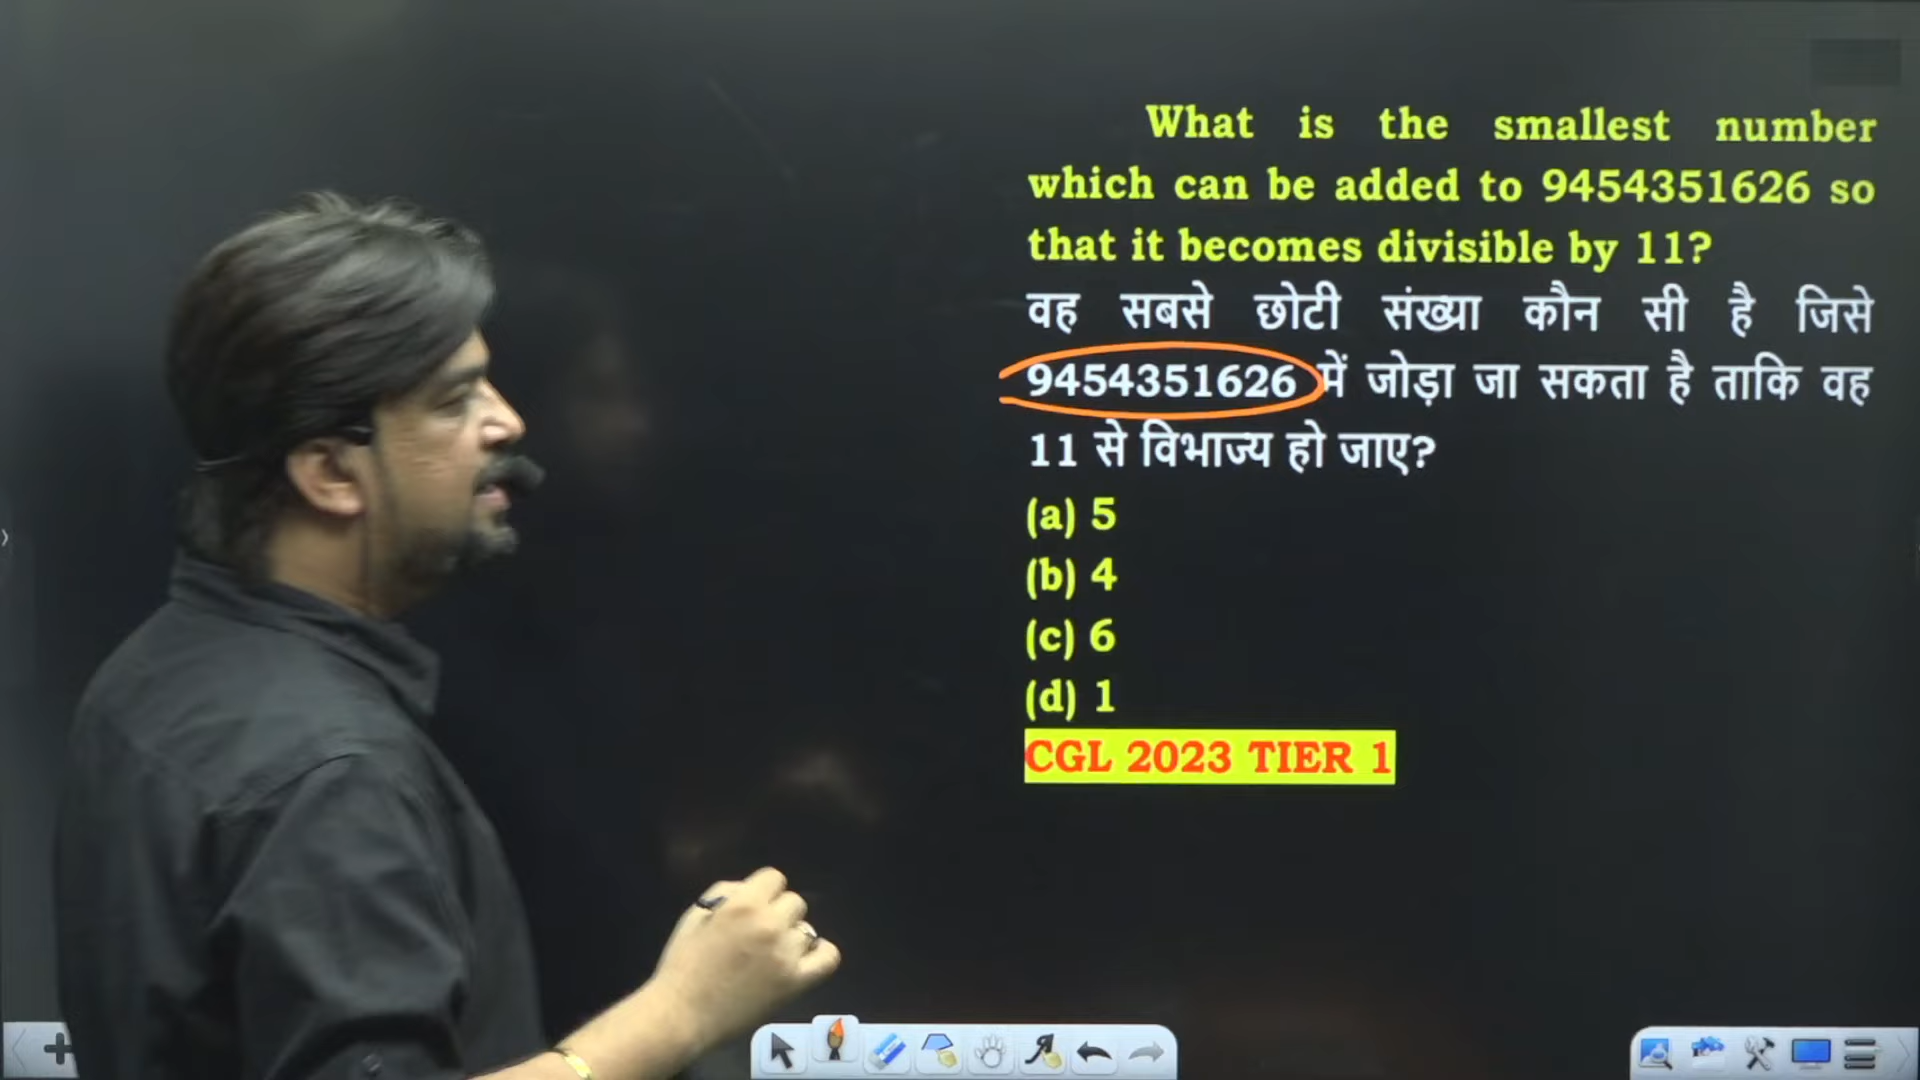 What is the smallest number
which can be added to 9454351626 so
that it becomes divisible by 11?
वह सबसे छोटी संख्या कौन सी है जिसे
9454351626 में जोड़ा जा सकता है ताकि वह
11 से विभाज्य हो जाए?
(a) 5
(b) 4
(c) 6
(d) 1
CGL 2023 TIER 1